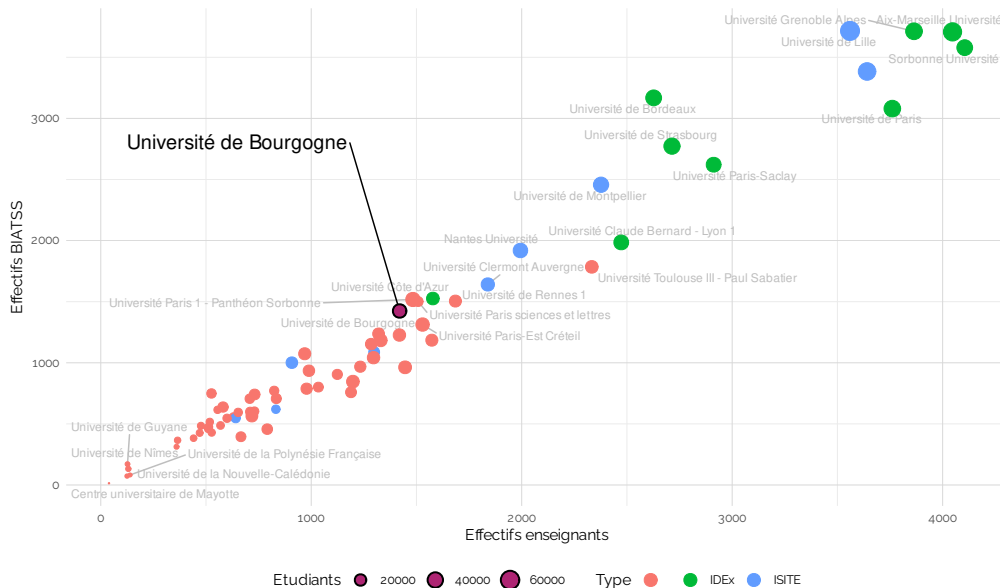 Université Grenoble Alpes
Aix-Marseille Université
Université de Lille
Sorbonne Université
Université de Bordeaux
Université de Paris
3000
Université de Strasbourg
Université de Bourgogne
Université Paris-Saclay
Université de Montpellier
Université Claude Bernard - Lyon 1
Nantes Université
2000
Université Clermont Auvergne
Université Toulouse III - Paul Sabatier
Université Côte d'Azur
Université de Rennes 1
Université Paris 1 - Panthéon Sorbonne
Université Paris sciences et lettres
Université de Bourgogne
Université Paris-Est Créteil
1000
Université de Guyane
Université de Nîmes
Université de la Polynésie Française
Université de la Nouvelle-Calédonie
0
Centre universitaire de Mayotte
Effectifs BIATSS
0 1000 2000 3000 4000
Effectifs enseignants
Etudiants 20000 40000 60000 Type IDEx ISITE